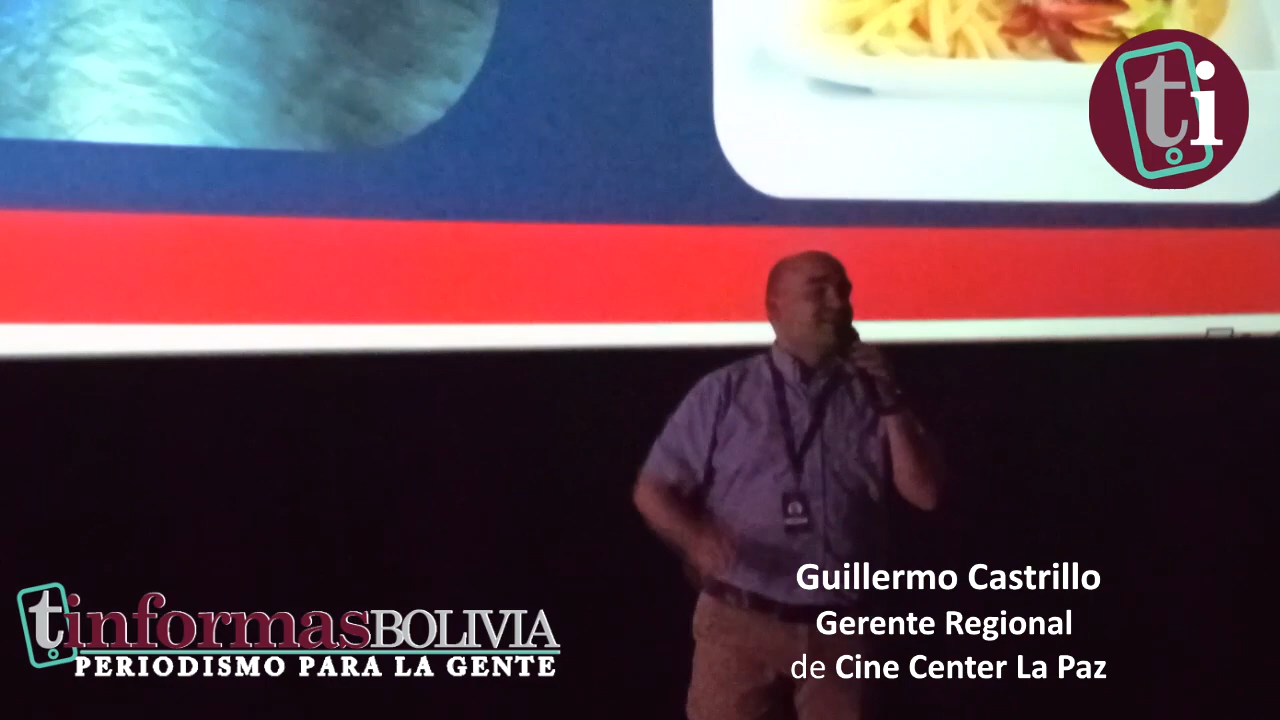 ti
tinformasBOLIVIA
PERIODISMO PARA LA GENTE
Guillermo Castrillo
Gerente Regional
de Cine Center La Paz